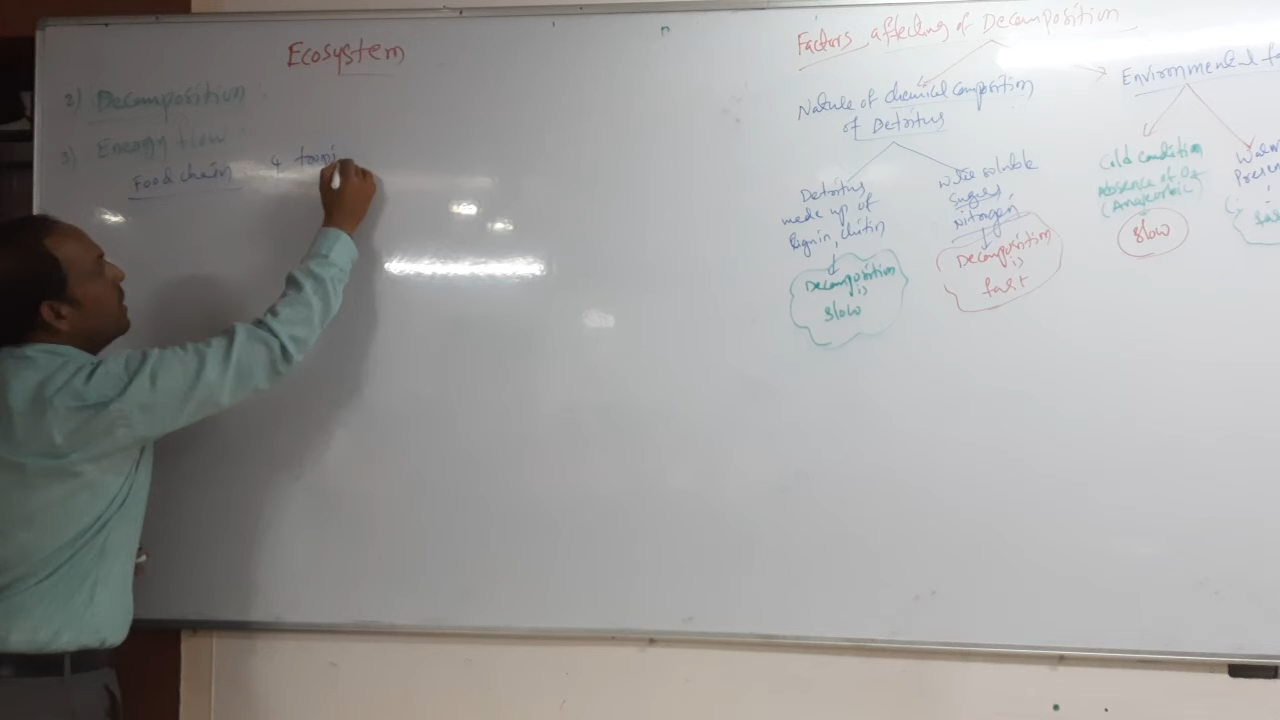 Ecosystem
2) Decomposition :
3) Energy flow
Food chain
Factors affecting of Decomposition
Nature of chemical composition
of Detritus
Detritus
made up of
lignin, chitin
Decomposition
is
slow
soluble
sugars,
Nitrogen
Decomposition
is
fast
Environmental
Cold condition
Absence of O2
(Anaerobic)
slow